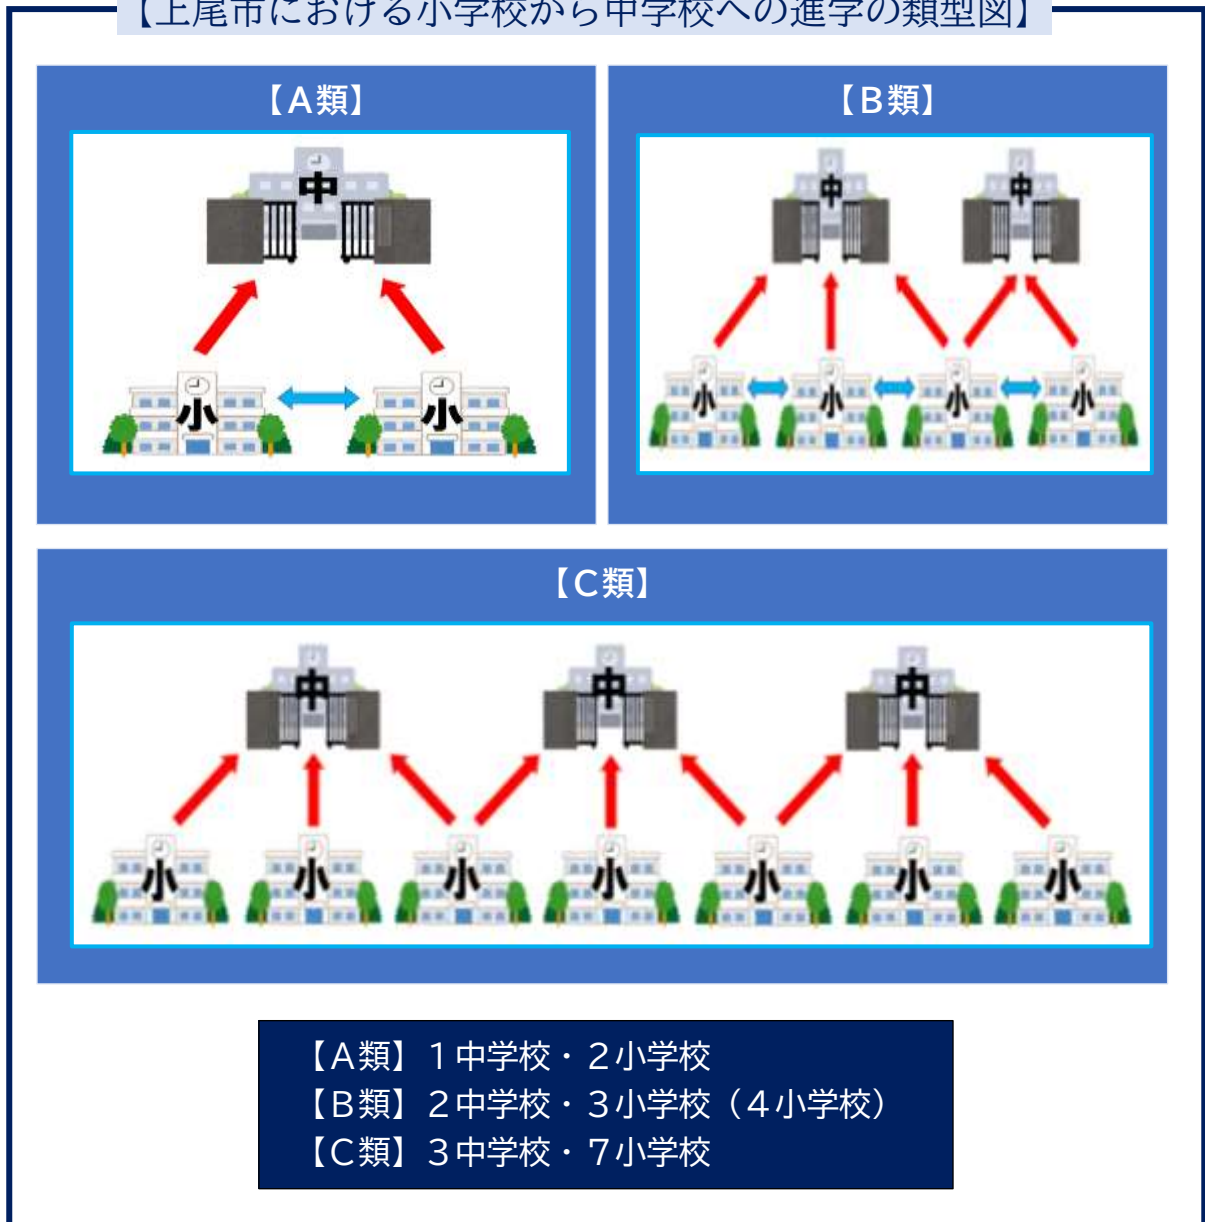 【上尾市における小学校から中学校への進学の類型図】
【A類】
中
小
小
【B類】
中
中
小
小
小
小
【C類】
中
中
中
小
小
小
小
小
小
小
【A類】１中学校・２小学校
【B類】２中学校・３小学校（４小学校）
【C類】３中学校・７小学校